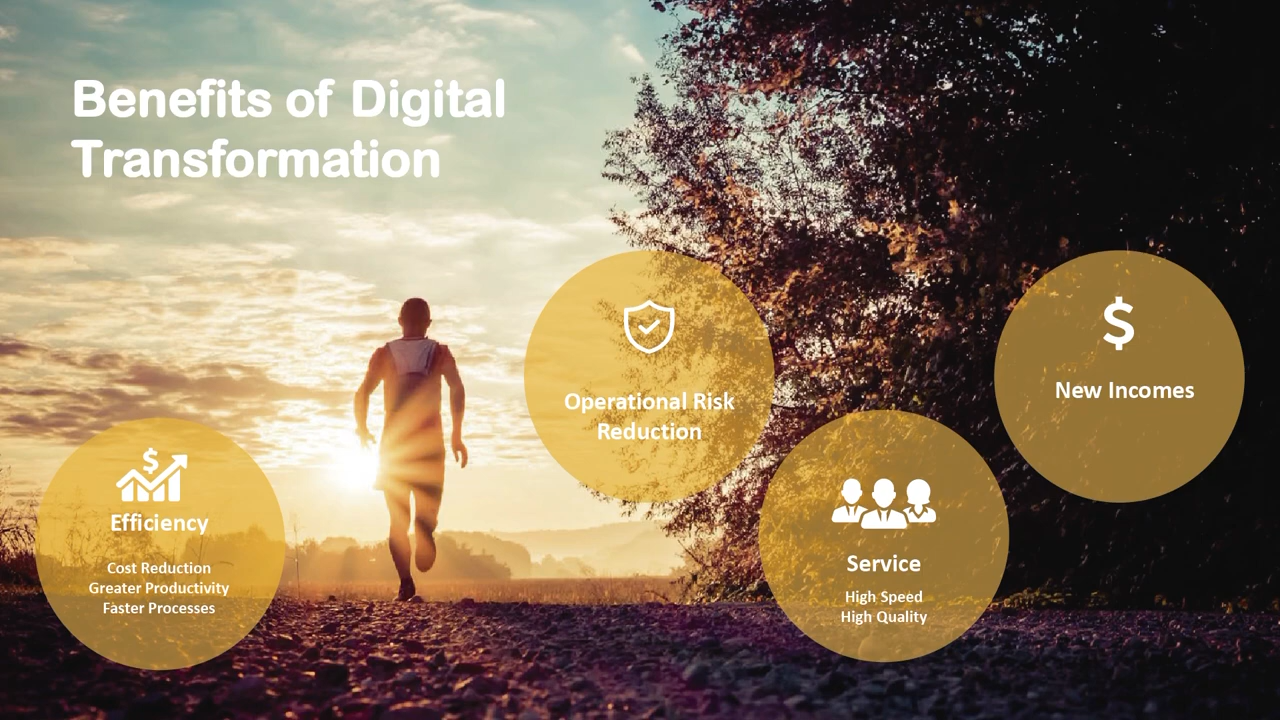 Benefits of Digital
Transformation
Efficiency
Cost Reduction
Greater Productivity
Faster Processes
Operational Risk
Reduction
Service
High Speed
High Quality
New Incomes